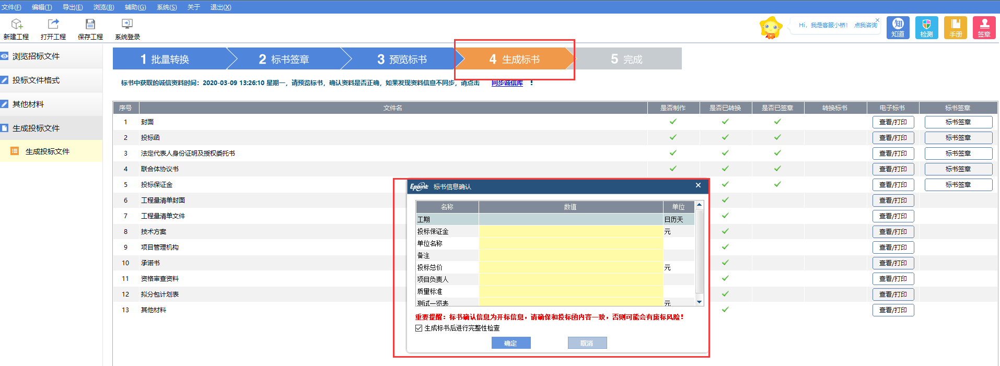 文件(F) 编辑(T) 导出(E) 浏览(B) 辅助(G) 系统(S) 关于 退出(X)
新建工程 打开工程 保存工程 系统登录
Hi, 我是客服小桥! 点我咨询
知 知道 检测 手册 签章
浏览招标文件
投标文件格式
其他材料
生成投标文件
生成投标文件
1 批量转换 2 标书签章 3 预览标书 4 生成标书 5 完成
标书中获取的诚信资料时间：2020-03-09 13:26:10 星期一，请预览标书，确认资料是否正确，如果发现资料信息不同步，请点击 同步诚信库 ！
序号 文件名 是否制作 是否已转换 是否已签章 转换标书 电子标书 标书签章
1 封面 查看/打印 标书签章
2 投标函 查看/打印 标书签章
3 法定代表人身份证明及授权委托书 查看/打印 标书签章
4 联合体协议书 查看/打印 标书签章
5 投标保证金 查看/打印 标书签章
6 工程量清单封面 查看/打印
7 工程量清单文件 查看/打印
8 技术方案 查看/打印
9 项目管理机构 查看/打印
10 承诺书 查看/打印
11 资格审查资料 查看/打印
12 拟分包计划表 查看/打印
13 其他材料 查看/打印
Epoint 标书信息确认
名称 数值 单位
工期 日历天
投标保证金 元
单位名称
备注
投标总价 元
项目负责人
质量标准
测试一览表 元
重要提醒：标书确认信息为开标信息，请确保和投标函内容一致，否则可能会有废标风险！
生成标书后进行完整性检查
确定 取消